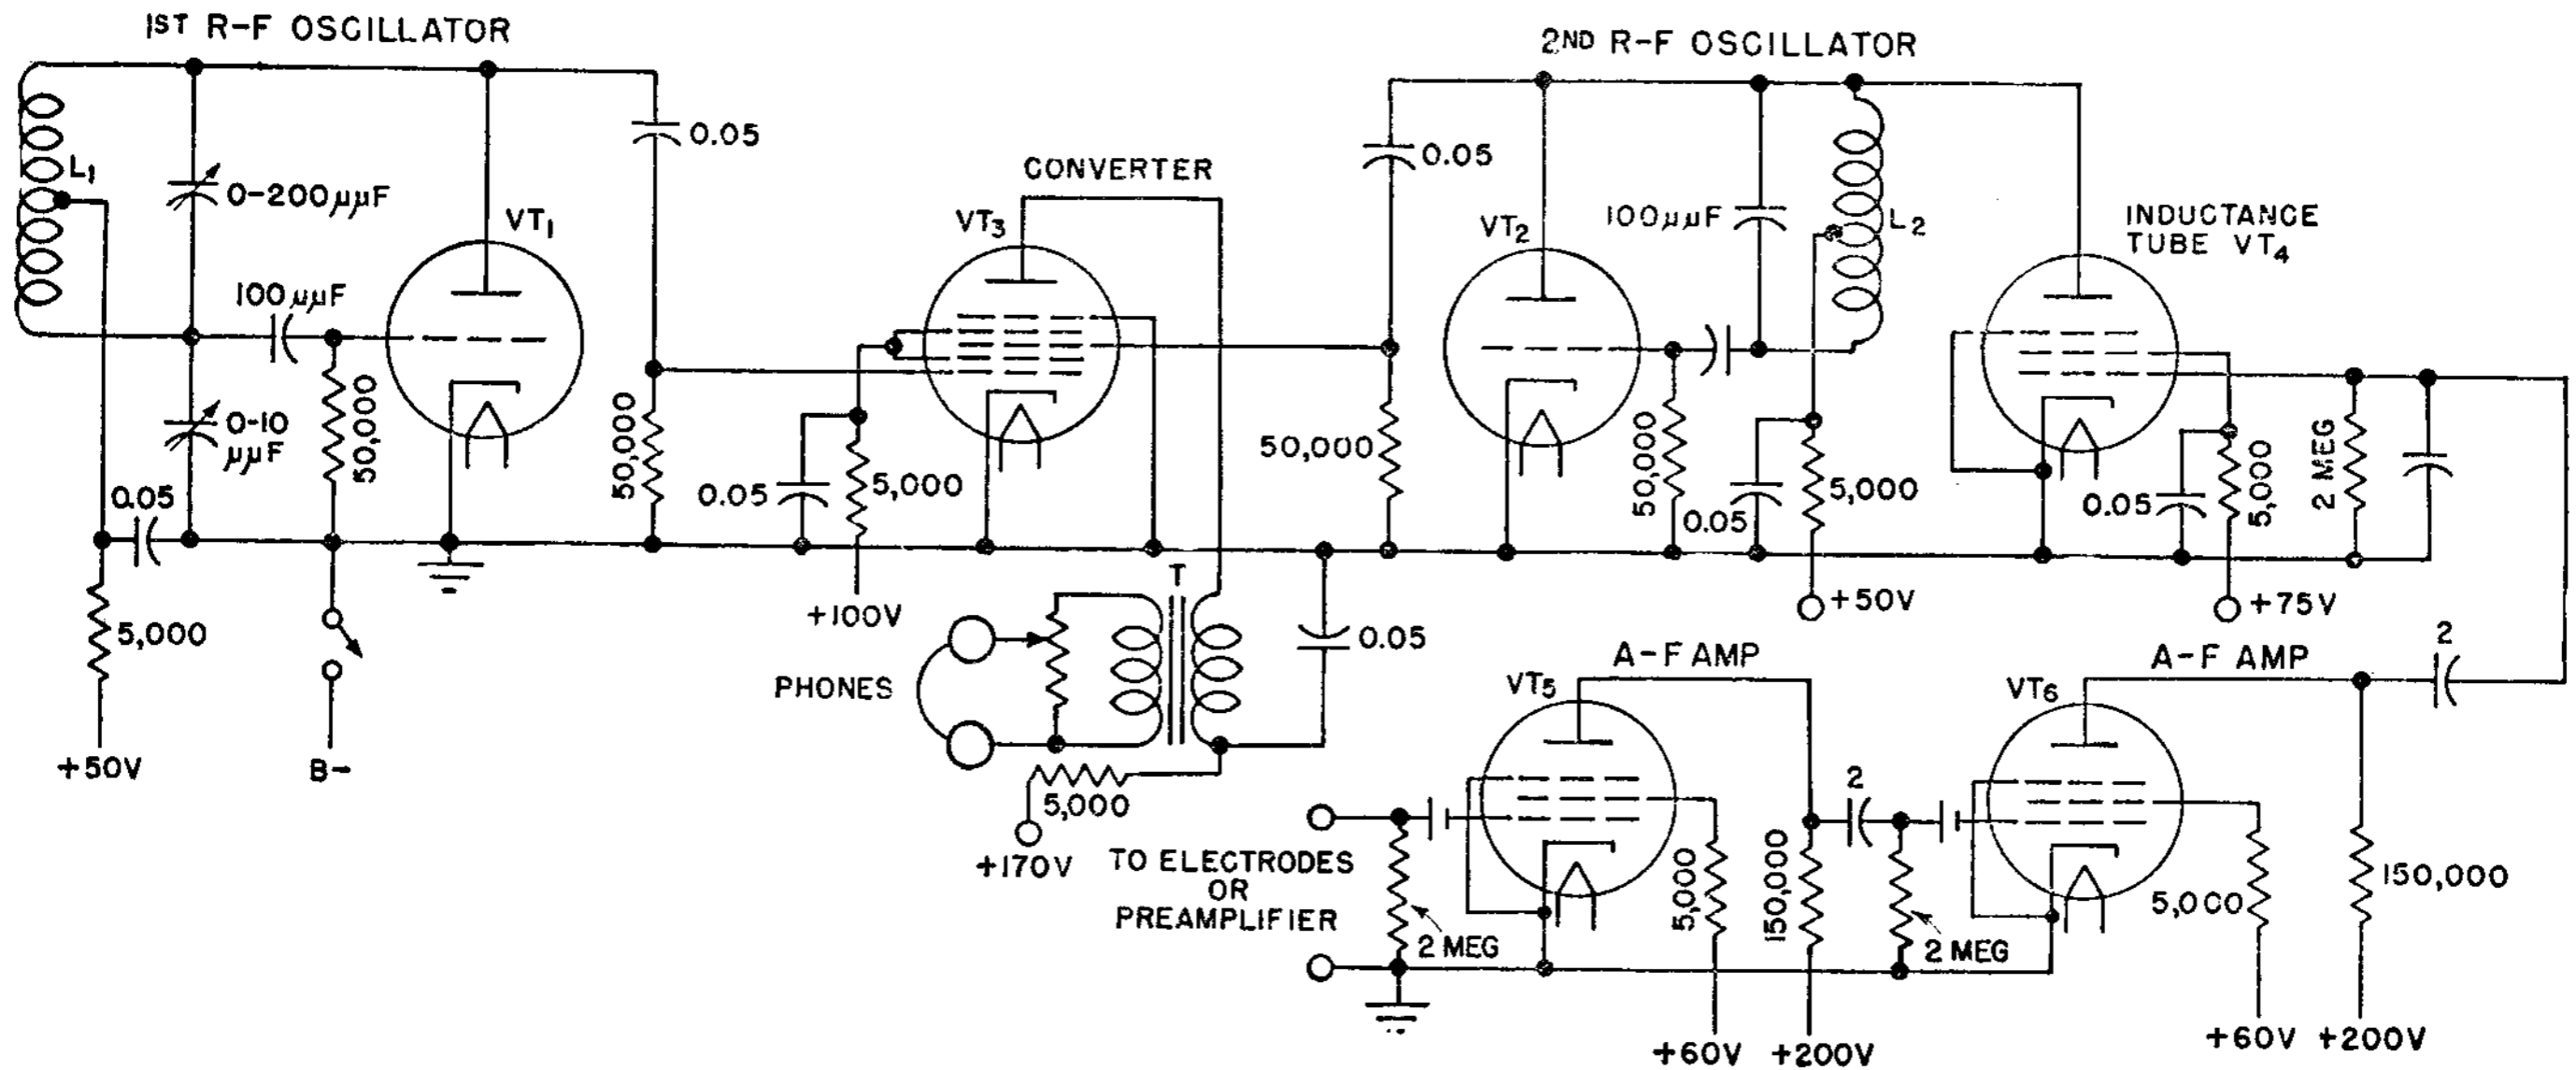 1ST R-F OSCILLATOR
2ND R-F OSCILLATOR
L1
0-200µµF
VT1
0.05
CONVERTER
VT3
0.05
VT2
100µµF
L2
INDUCTANCE
TUBE VT4
100µµF
0-10
µµF
50,000
0.05
5,000
+50V
B-
50,000
0.05
5,000
+100V
50,000
50,000
0.05
5,000
+50V
0.05
5,000
+75V
2 MEG
T
PHONES
0.05
5,000
+170V
A-F AMP
VT5
A-F AMP
VT6
2
2
TO ELECTRODES
OR
PREAMPLIFIER
2 MEG
5,000
150,000
2 MEG
5,000
150,000
+60V
+200V
+60V
+200V